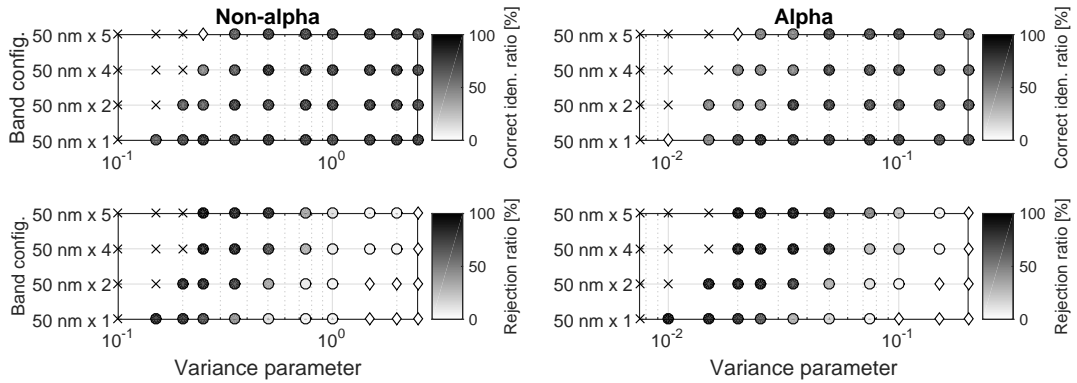 Non-alpha
Band config.
50 nm x 5
50 nm x 4
50 nm x 2
50 nm x 1
10^-1
10^0
100
50
0
Correct iden. ratio [%]
Alpha
50 nm x 5
50 nm x 4
50 nm x 2
50 nm x 1
10^-2
10^-1
100
50
0
Correct iden. ratio [%]
Band config.
50 nm x 5
50 nm x 4
50 nm x 2
50 nm x 1
10^-1
10^0
Variance parameter
100
50
0
Rejection ratio [%]
50 nm x 5
50 nm x 4
50 nm x 2
50 nm x 1
10^-2
10^-1
Variance parameter
100
50
0
Rejection ratio [%]